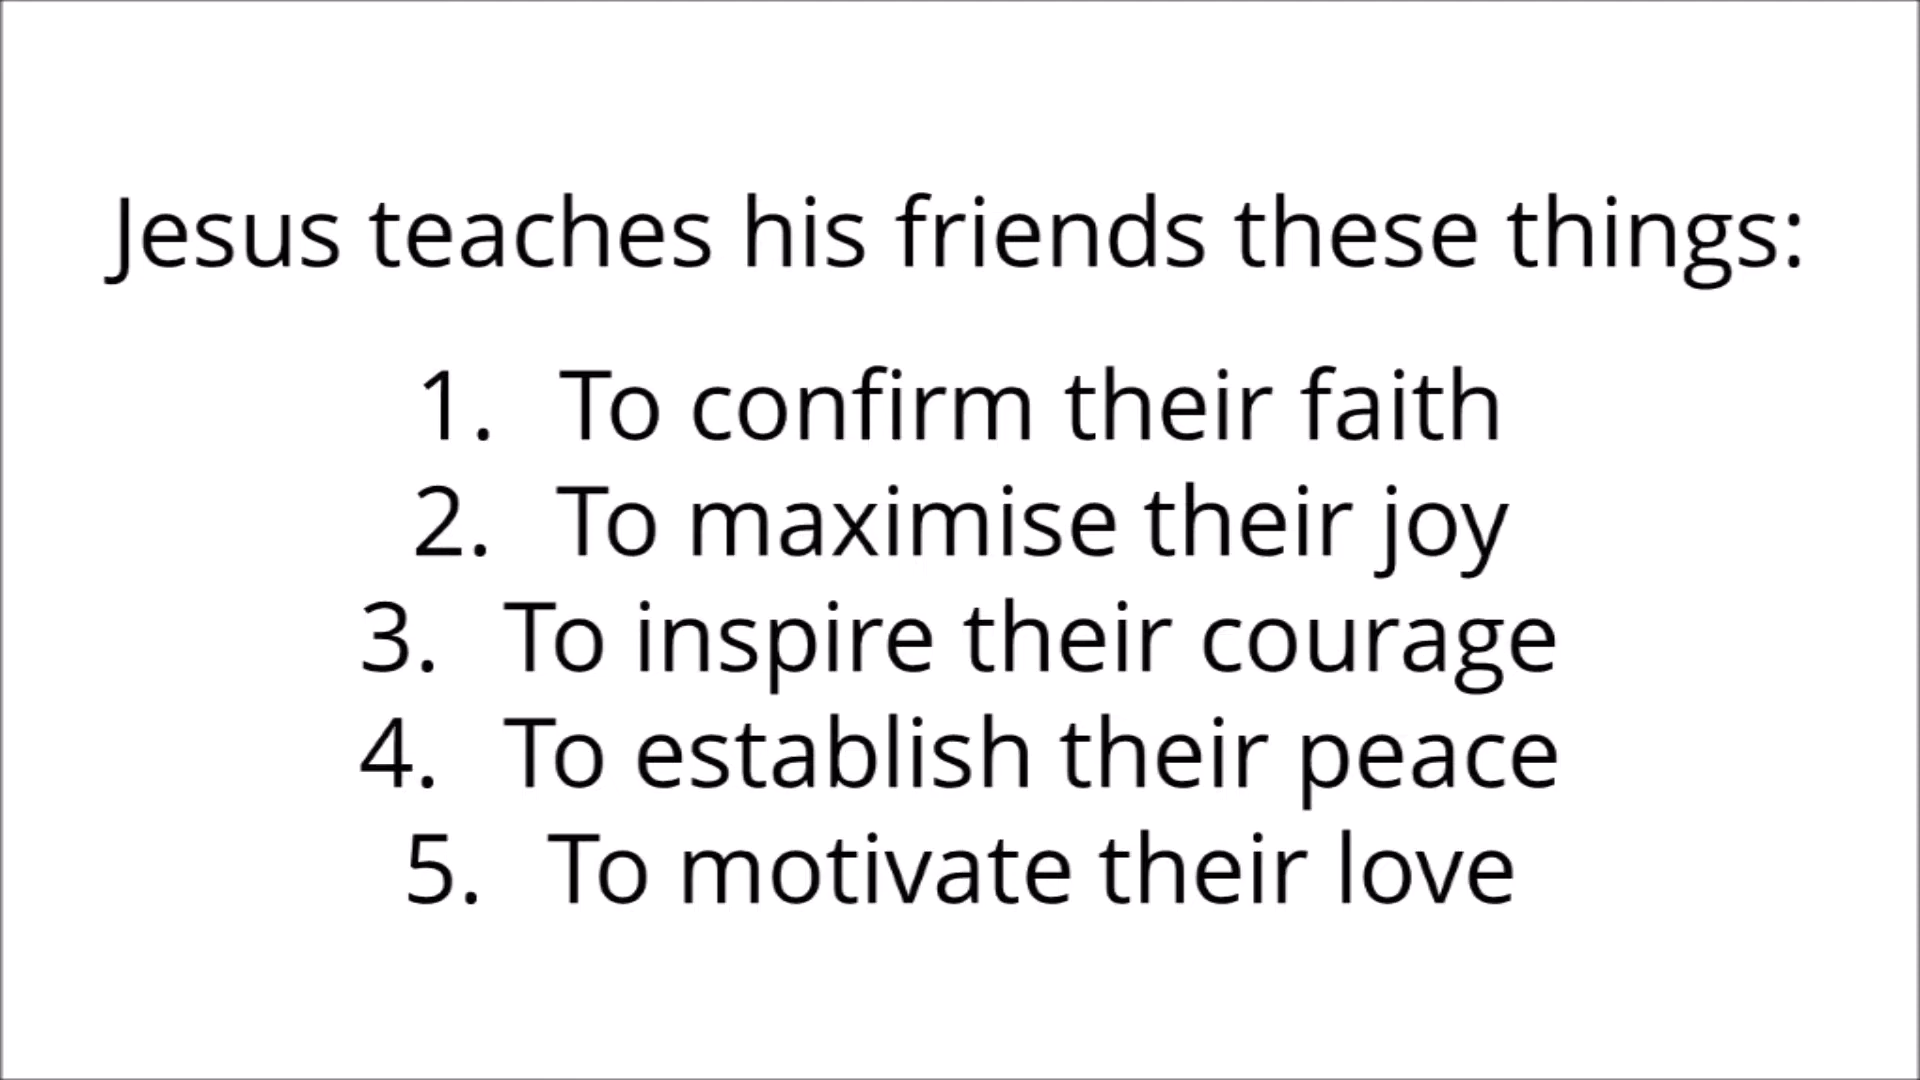 Jesus teaches his friends these things:
1. To confirm their faith
2. To maximise their joy
3. To inspire their courage
4. To establish their peace
5. To motivate their love